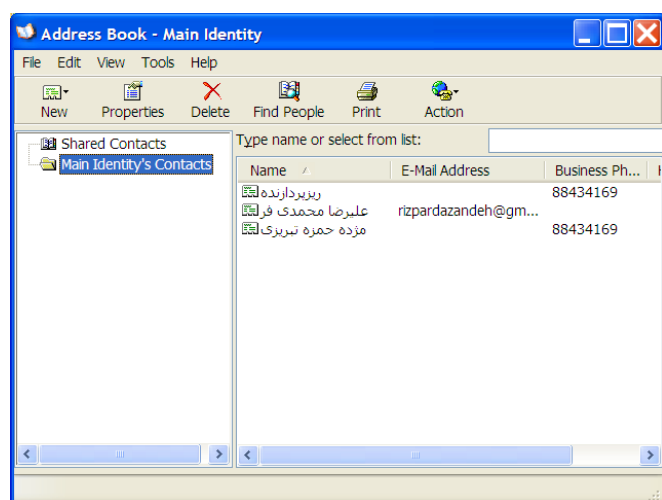 Address Book - Main Identity
File Edit View Tools Help
New Properties Delete Find People Print Action
Shared Contacts
Main Identity's Contacts
Type name or select from list:
Name E-Mail Address Business Ph...
ریزپردازنده 88434169
علیرضا محمدی فر rizpardazandeh@gm...
مژده حمزه تبریزی 88434169